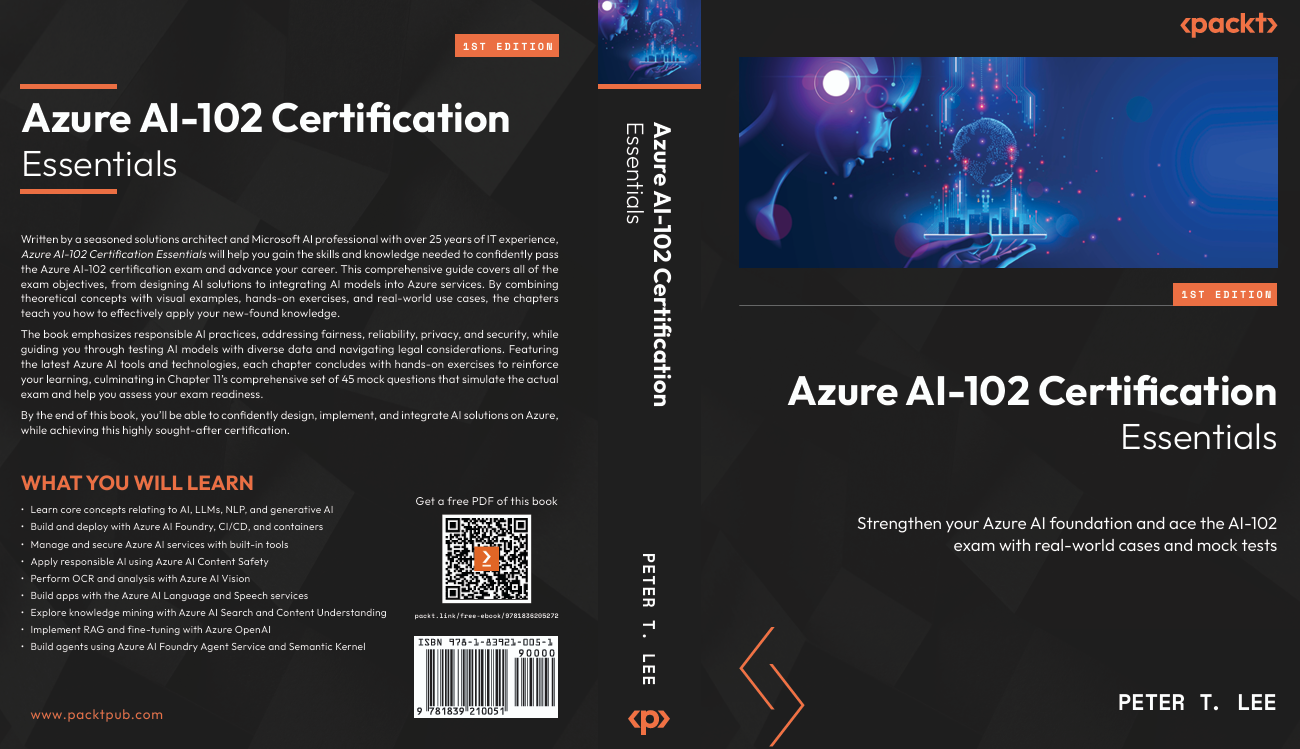 1ST EDITION
Azure AI-102 Certification
Essentials
Written by a seasoned solutions architect and Microsoft AI professional with over 25 years of IT experience,
Azure AI-102 Certification Essentials will help you gain the skills and knowledge needed to confidently pass
the Azure AI-102 certification exam and advance your career. This comprehensive guide covers all of the
exam objectives, from designing AI solutions to integrating AI models into Azure services. By combining
theoretical concepts with visual examples, hands-on exercises, and real-world use cases, the chapters
teach you how to effectively apply your new-found knowledge.
The book emphasizes responsible AI practices, addressing fairness, reliability, privacy, and security, while
guiding you through testing AI models with diverse data and navigating legal considerations. Featuring
the latest Azure AI tools and technologies, each chapter concludes with hands-on exercises to reinforce
your learning, culminating in Chapter 11's comprehensive set of 45 mock questions that simulate the actual
exam and help you assess your exam readiness.
By the end of this book, you'll be able to confidently design, implement, and integrate AI solutions on Azure,
while achieving this highly sought-after certification.
WHAT YOU WILL LEARN
• Learn core concepts relating to AI, LLMs, NLP, and generative AI
• Build and deploy with Azure AI Foundry, CI/CD, and containers
• Manage and secure Azure AI services with built-in tools
• Apply responsible AI using Azure AI Content Safety
• Perform OCR and analysis with Azure AI Vision
• Build apps with the Azure AI Language and Speech services
• Explore knowledge mining with Azure AI Search and Content Understanding
• Implement RAG and fine-tuning with Azure OpenAI
• Build agents using Azure AI Foundry Agent Service and Semantic Kernel
www.packtpub.com
Get a free PDF of this book
packt.link/free-ebook/9781836205272
ISBN 978-1-83921-005-1
90000
9 781839 210051
Azure AI-102 Certification
Essentials
PETER T. LEE
<p>
<packt>
1ST EDITION
Azure AI-102 Certification
Essentials
Strengthen your Azure AI foundation and ace the AI-102
exam with real-world cases and mock tests
PETER T. LEE